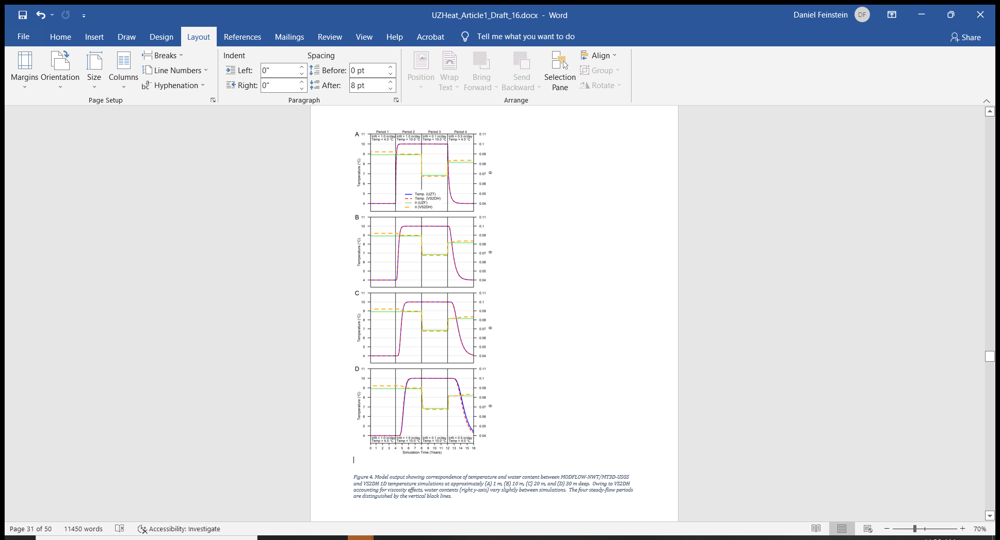 UZHeat_Article1_Draft_16.docx - Word
Daniel Feinstein DF
File Home Insert Draw Design Layout References Mailings Review View Help Acrobat Tell me what you want to do Share
Margins Orientation Size Columns
Breaks
Line Numbers
Hyphenation
Page Setup
Indent Spacing
Left: 0" Before: 0 pt
Right: 0" After: 8 pt
Paragraph
Position Wrap Text Bring Forward Send Backward Selection Pane
Align
Group
Rotate
Arrange
Period 1 Period 2 Period 3 Period 4
Infil = 1.0 in/day Infil = 1.0 in/day Infil = 0.1 in/day Infil = 0.5 in/day
Temp = 4.0 °C Temp = 10.0 °C Temp = 10.0 °C Temp = 4.0 °C
A
11 10 9 8 7 6 5 4
Temperature (°C)
0.11 0.1 0.09 0.08 0.07 0.06 0.05 0.04
θ
Temp. (UZT)
Temp. (VS2DH)
θ (UZF)
θ (VS2DH)
B
11 10 9 8 7 6 5 4
Temperature (°C)
0.11 0.1 0.09 0.08 0.07 0.06 0.05 0.04
θ
C
11 10 9 8 7 6 5 4
Temperature (°C)
0.11 0.1 0.09 0.08 0.07 0.06 0.05 0.04
θ
D
11 10 9 8 7 6 5 4
Temperature (°C)
0.11 0.1 0.09 0.08 0.07 0.06 0.05 0.04
θ
Infil = 1.0 in/day Infil = 1.0 in/day Infil = 0.1 in/day Infil = 0.5 in/day
Temp = 4.0 °C Temp = 10.0 °C Temp = 10.0 °C Temp = 4.0 °C
0 1 2 3 4 5 6 7 8 9 10 11 12 13 14 15 16
Simulation Time (Years)
Figure 4. Model output showing correspondence of temperature and water content between MODFLOW-NWT/MT3D-USGS
and VS2DH 1D temperature simulations at approximately (A) 1 m, (B) 10 m, (C) 20 m, and (D) 30 m deep. Owing to VS2DH
accounting for viscosity effects, water contents (right y-axis) vary slightly between simulations. The four steady-flow periods
are distinguished by the vertical black lines.
Page 31 of 50 11450 words Accessibility: Investigate 70%